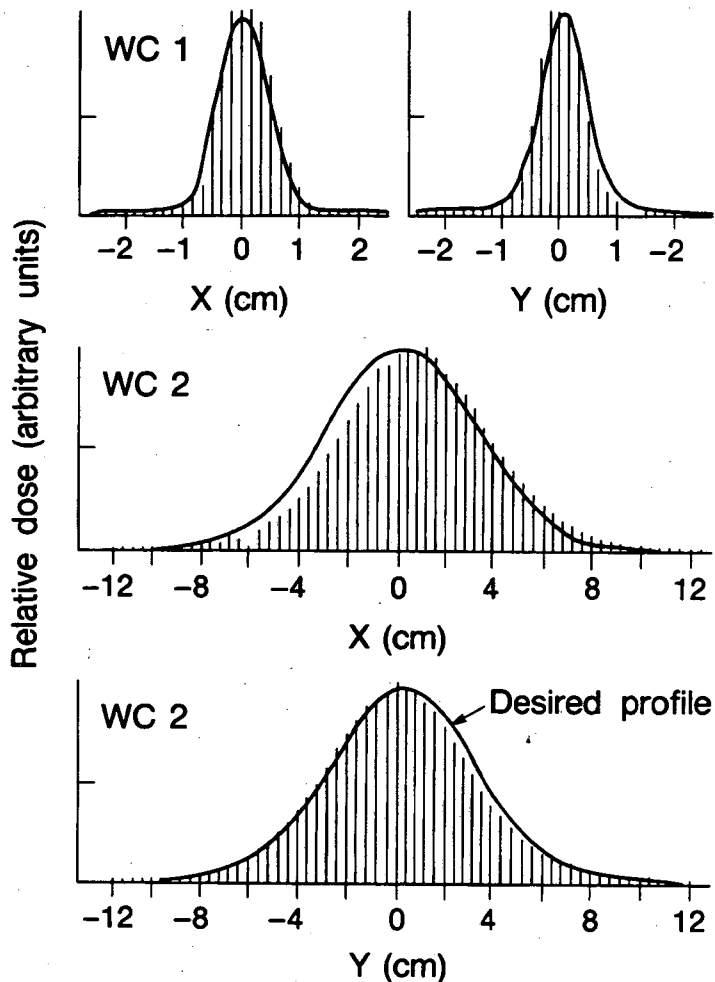 WC 1
-2 -1 0 1 2
X (cm)
-2 -1 0 1 -2
Y (cm)
Relative dose (arbitrary units)
WC 2
-12 -8 -4 0 4 8 12
X (cm)
WC 2
Desired profile
-12 -8 -4 0 4 8 12
Y (cm)